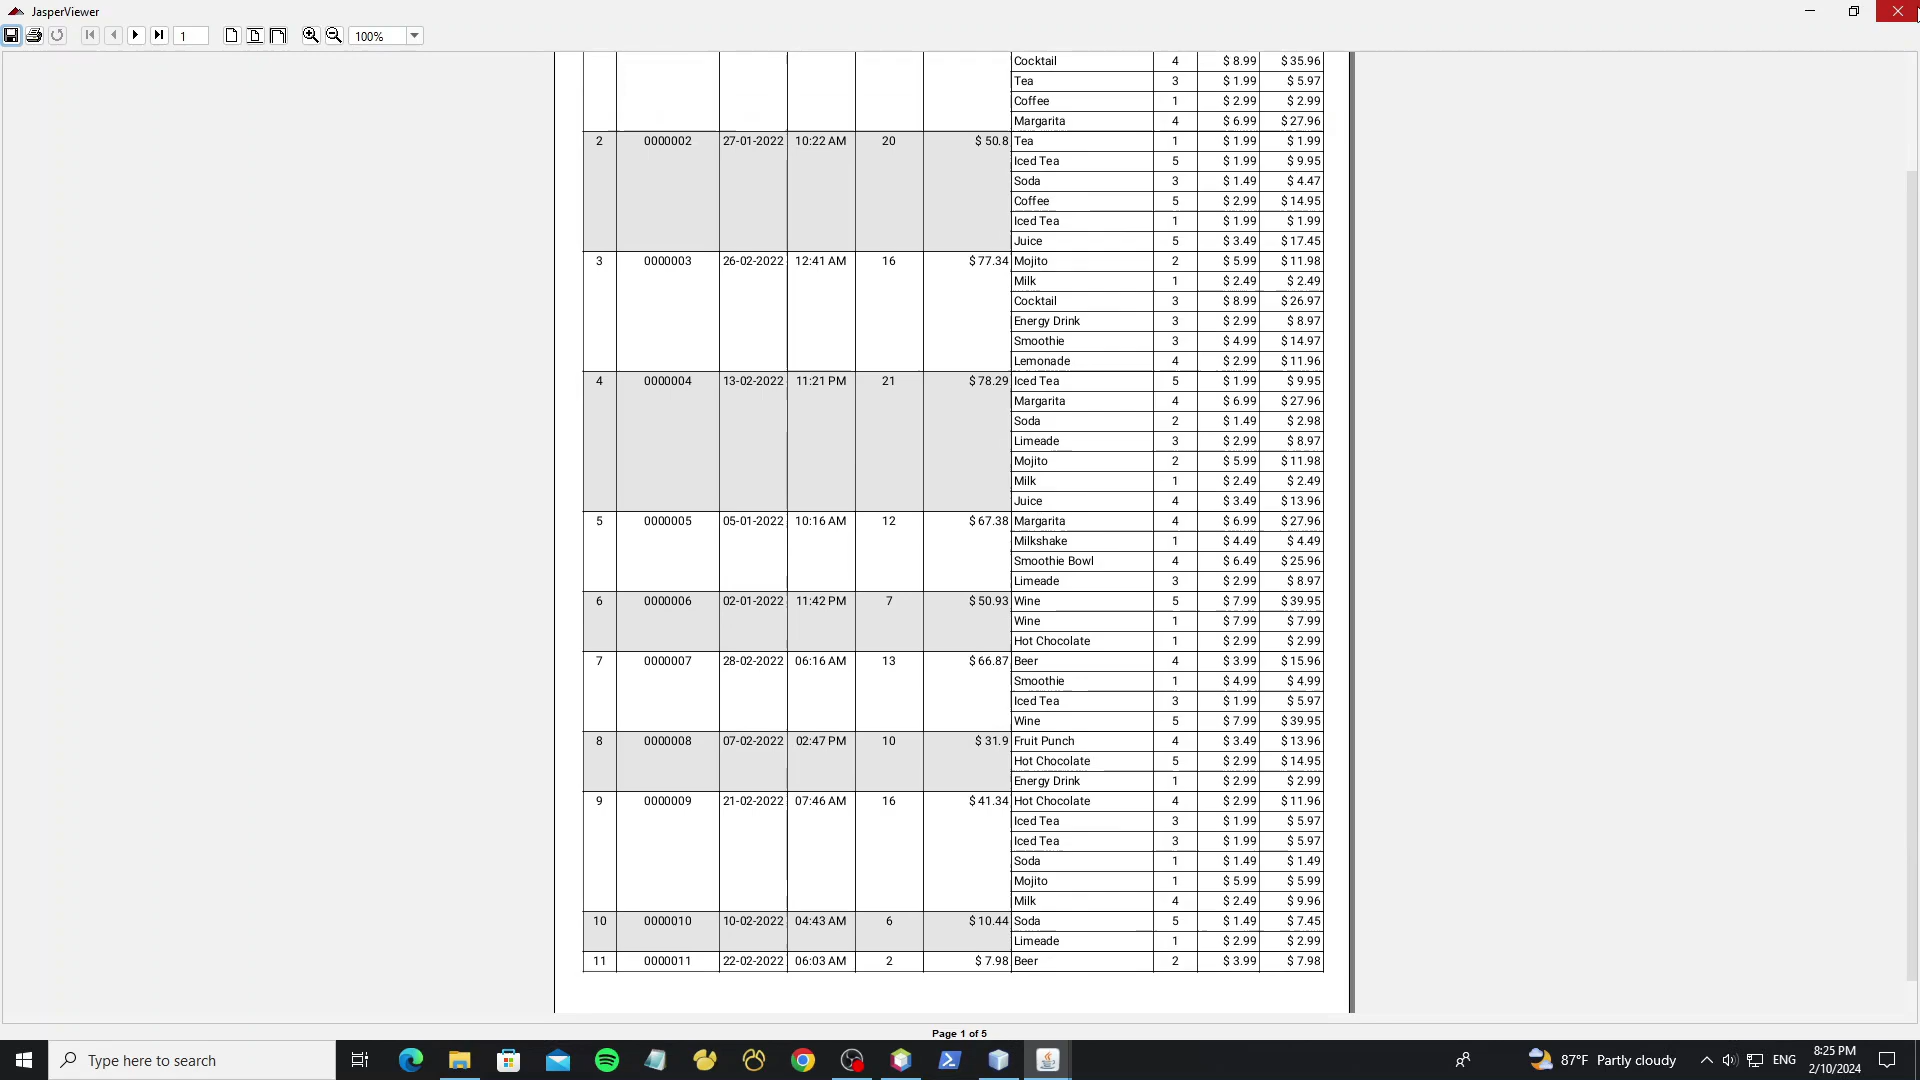 JasperViewer
1
100%
Cocktail 4 $ 8.99 $ 35.96
Tea 3 $ 1.99 $ 5.97
Coffee 1 $ 2.99 $ 2.99
Margarita 4 $ 6.99 $ 27.96
2 0000002 27-01-2022 10:22 AM 20 $ 50.8 Tea 1 $ 1.99 $ 1.99
Iced Tea 5 $ 1.99 $ 9.95
Soda 3 $ 1.49 $ 4.47
Coffee 5 $ 2.99 $ 14.95
Iced Tea 1 $ 1.99 $ 1.99
Juice 5 $ 3.49 $ 17.45
3 0000003 26-02-2022 12:41 AM 16 $ 77.34 Mojito 2 $ 5.99 $ 11.98
Milk 1 $ 2.49 $ 2.49
Cocktail 3 $ 8.99 $ 26.97
Energy Drink 3 $ 2.99 $ 8.97
Smoothie 3 $ 4.99 $ 14.97
Lemonade 4 $ 2.99 $ 11.96
4 0000004 13-02-2022 11:21 PM 21 $ 78.29 Iced Tea 5 $ 1.99 $ 9.95
Margarita 4 $ 6.99 $ 27.96
Soda 2 $ 1.49 $ 2.98
Limeade 3 $ 2.99 $ 8.97
Mojito 2 $ 5.99 $ 11.98
Milk 1 $ 2.49 $ 2.49
Juice 4 $ 3.49 $ 13.96
5 0000005 05-01-2022 10:16 AM 12 $ 67.38 Margarita 4 $ 6.99 $ 27.96
Milkshake 1 $ 4.49 $ 4.49
Smoothie Bowl 4 $ 6.49 $ 25.96
Limeade 3 $ 2.99 $ 8.97
6 0000006 02-01-2022 11:42 PM 7 $ 50.93 Wine 5 $ 7.99 $ 39.95
Wine 1 $ 7.99 $ 7.99
Hot Chocolate 1 $ 2.99 $ 2.99
7 0000007 28-02-2022 06:16 AM 13 $ 66.87 Beer 4 $ 3.99 $ 15.96
Smoothie 1 $ 4.99 $ 4.99
Iced Tea 3 $ 1.99 $ 5.97
Wine 5 $ 7.99 $ 39.95
8 0000008 07-02-2022 02:47 PM 10 $ 31.9 Fruit Punch 4 $ 3.49 $ 13.96
Hot Chocolate 5 $ 2.99 $ 14.95
Energy Drink 1 $ 2.99 $ 2.99
9 0000009 21-02-2022 07:46 AM 16 $ 41.34 Hot Chocolate 4 $ 2.99 $ 11.96
Iced Tea 3 $ 1.99 $ 5.97
Iced Tea 3 $ 1.99 $ 5.97
Soda 1 $ 1.49 $ 1.49
Mojito 1 $ 5.99 $ 5.99
Milk 4 $ 2.49 $ 9.96
10 0000010 10-02-2022 04:43 AM 6 $ 10.44 Soda 5 $ 1.49 $ 7.45
Limeade 1 $ 2.99 $ 2.99
11 0000011 22-02-2022 06:03 AM 2 $ 7.98 Beer 2 $ 3.99 $ 7.98
Page 1 of 5
Type here to search
87°F Partly cloudy
ENG
8:25 PM
2/10/2024